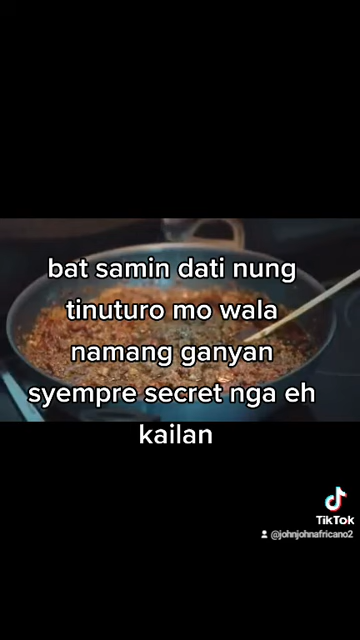 bat samin dati nung
tinuturo mo wala
namang ganyan
syempre secret nga eh
kailan
TikTok
@johnjohnafricano2